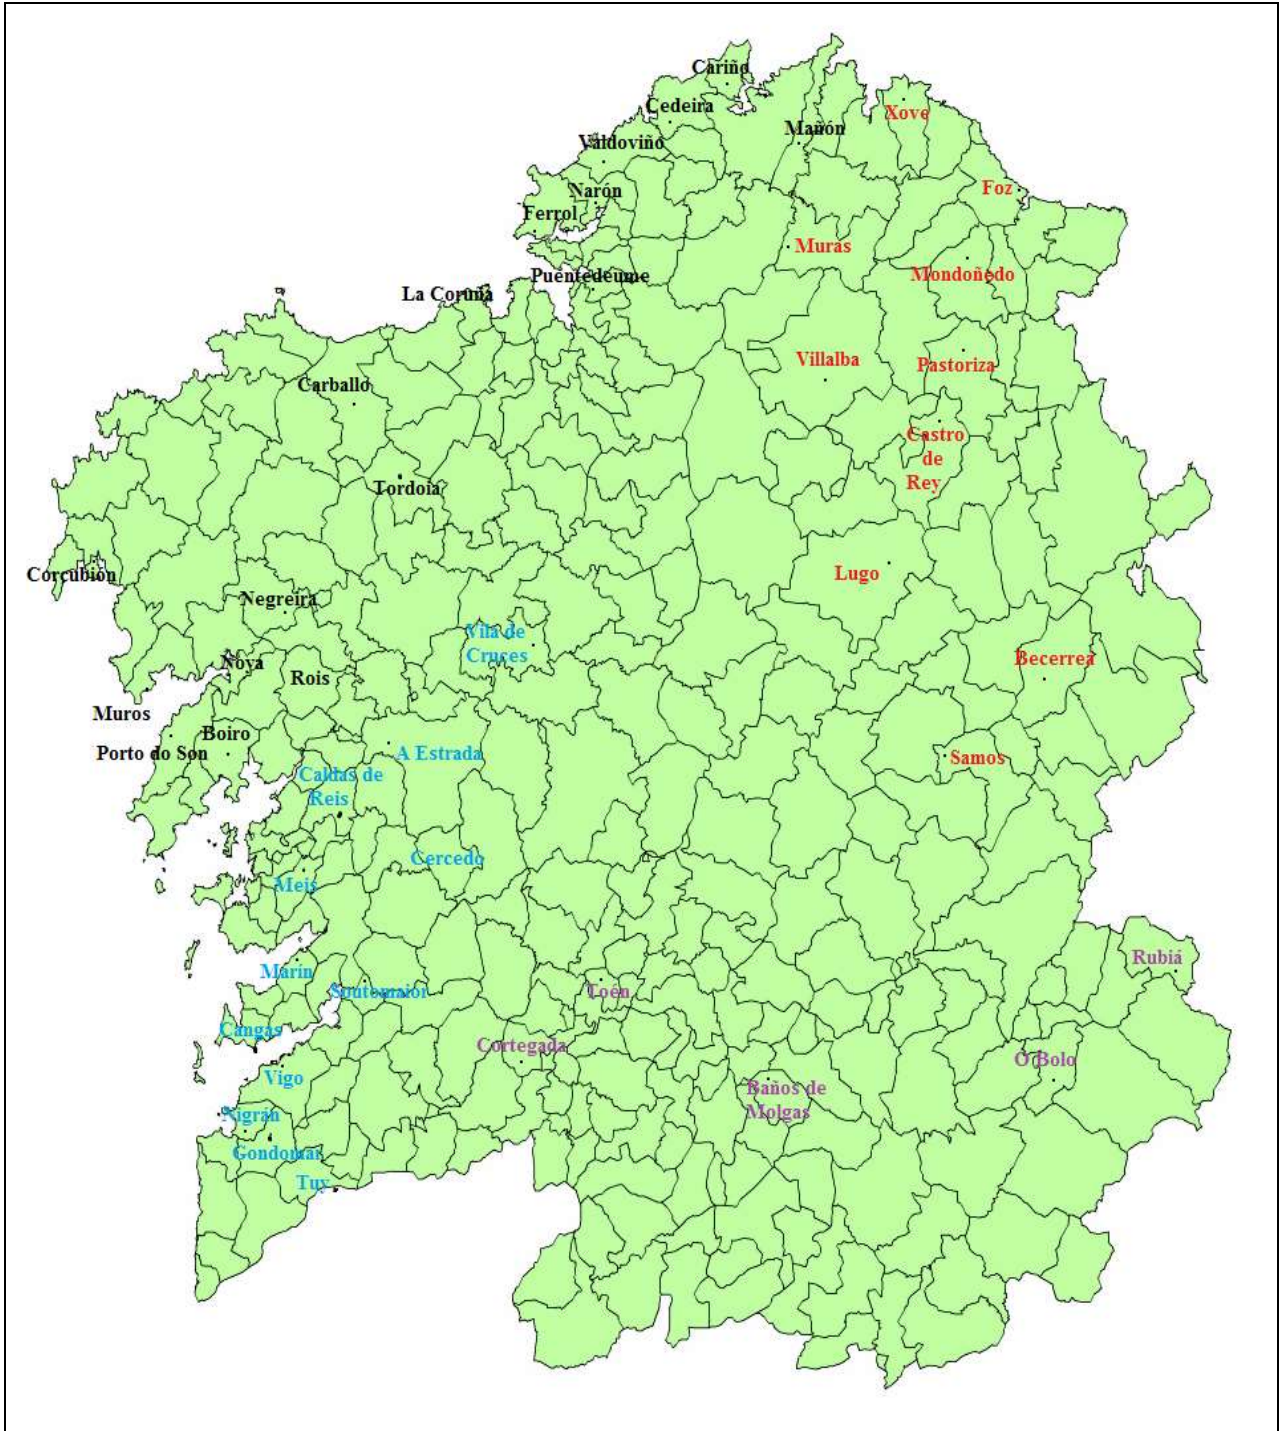 Cariño
Cedeira
Xove
Mañón
Valdoviño
Foz
Narón
Ferrol
Muras
Mondoñedo
Puentedeume
La Coruña
Villalba
Pastoriza
Carballo
Castro
de
Rey
Tordoia
Lugo
Corcubión
Negreira
Vila de
Cruces
Becerrea
Noya
Rois
Muros
Boiro
Porto do Son
A Estrada
Samos
Caldas de
Reis
Cercedo
Meis
Rubiá
Marín
Soutomaior
Toén
Cangas
Cortegada
O Bolo
Vigo
Baños de
Molgas
Nigrán
Gondomar
Tuy